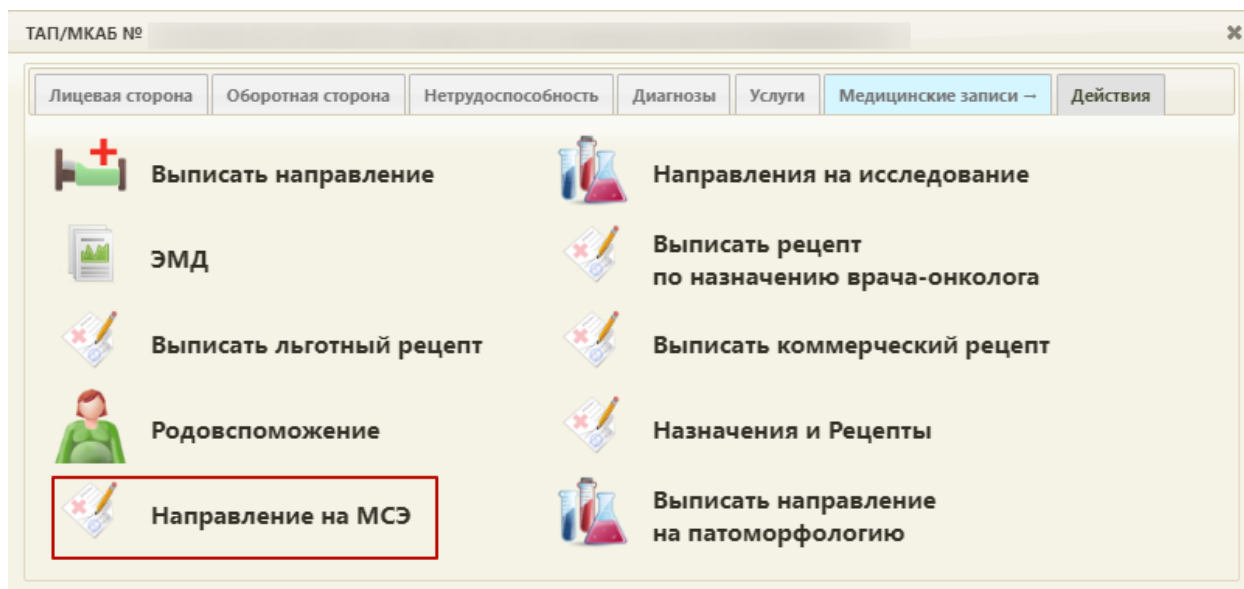 ТАП/МКАБ №
Лицевая сторона Оборотная сторона Нетрудоспособность Диагнозы Услуги Медицинские записи → Действия
Выписать направление
Направления на исследование
ЭМД
Выписать рецепт
по назначению врача-онколога
Выписать льготный рецепт
Выписать коммерческий рецепт
Родовспоможение
Назначения и Рецепты
Направление на МСЭ
Выписать направление
на патоморфологию